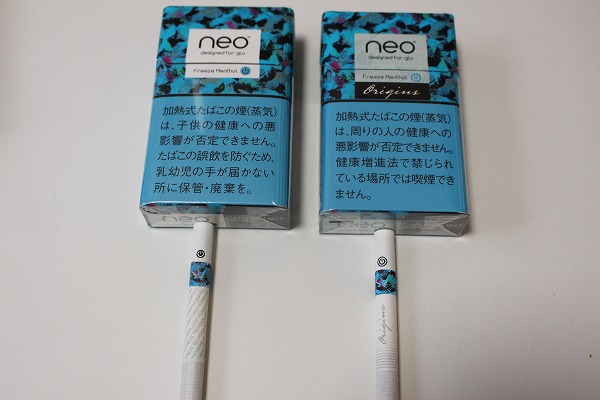 neo™
designed for glo
Freeze Menthol
加熱式たばこの煙(蒸気)
は、子供の健康への悪
影響が否定できません。
たばこの誤飲を防ぐため、
乳幼児の手が届かない
所に保管・廃棄を。
neo
neo™
designed for glo
Freeze Menthol
Origins
加熱式たばこの煙(蒸気)
は、周りの人の健康への
悪影響が否定できません。
健康増進法で禁じられ
ている場所では喫煙でき
ません。
neo
Origins